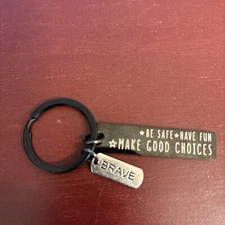 ★BE SAFE★HAVE FUN
★MAKE GOOD CHOICES
BRAVE